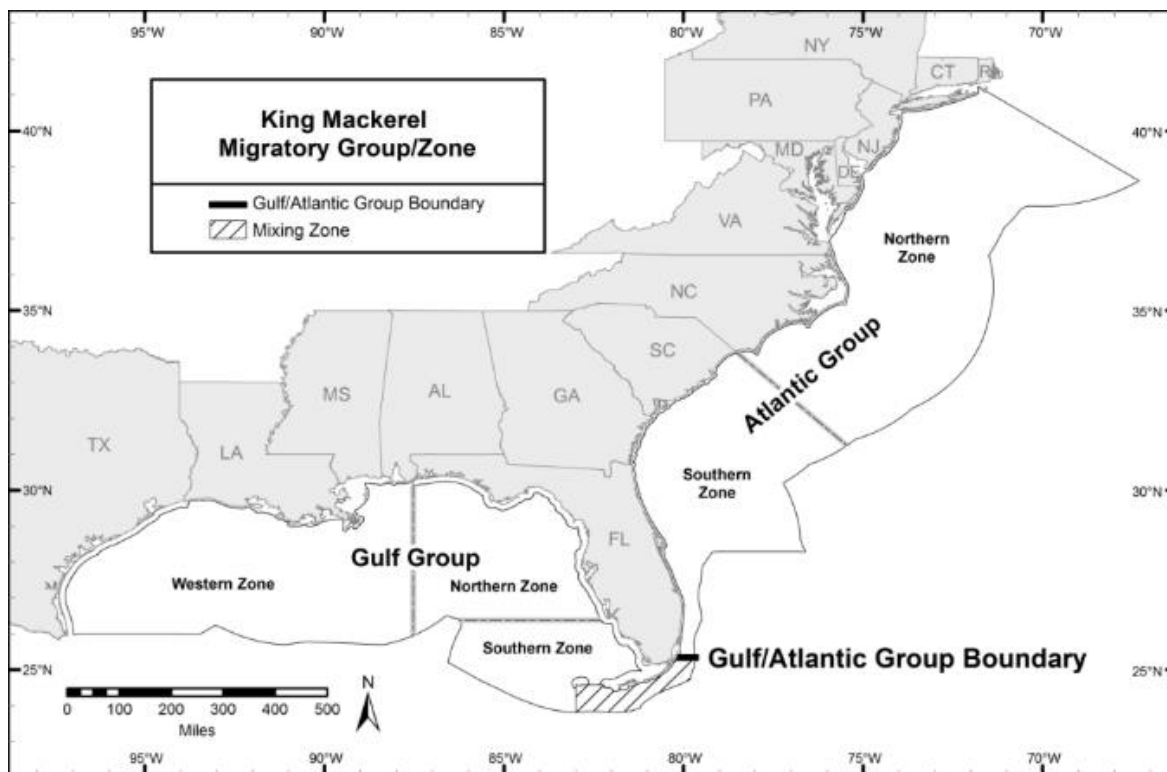 95°W 90°W 85°W 80°W 75°W 70°W
NY
CT RI
PA
40°N 40°N
King Mackerel
Migratory Group/Zone
Gulf/Atlantic Group Boundary
Mixing Zone
MD NJ
DE
VA
Northern
Zone
NC
35°N 35°N
SC
Atlantic Group
MS AL GA
TX LA
Southern
Zone
30°N 30°N
FL
Gulf Group
Western Zone
Northern Zone
Southern Zone
Gulf/Atlantic Group Boundary
25°N 25°N
N
0 100 200 300 400 500
Miles
95°W 90°W 85°W 80°W 75°W 70°W